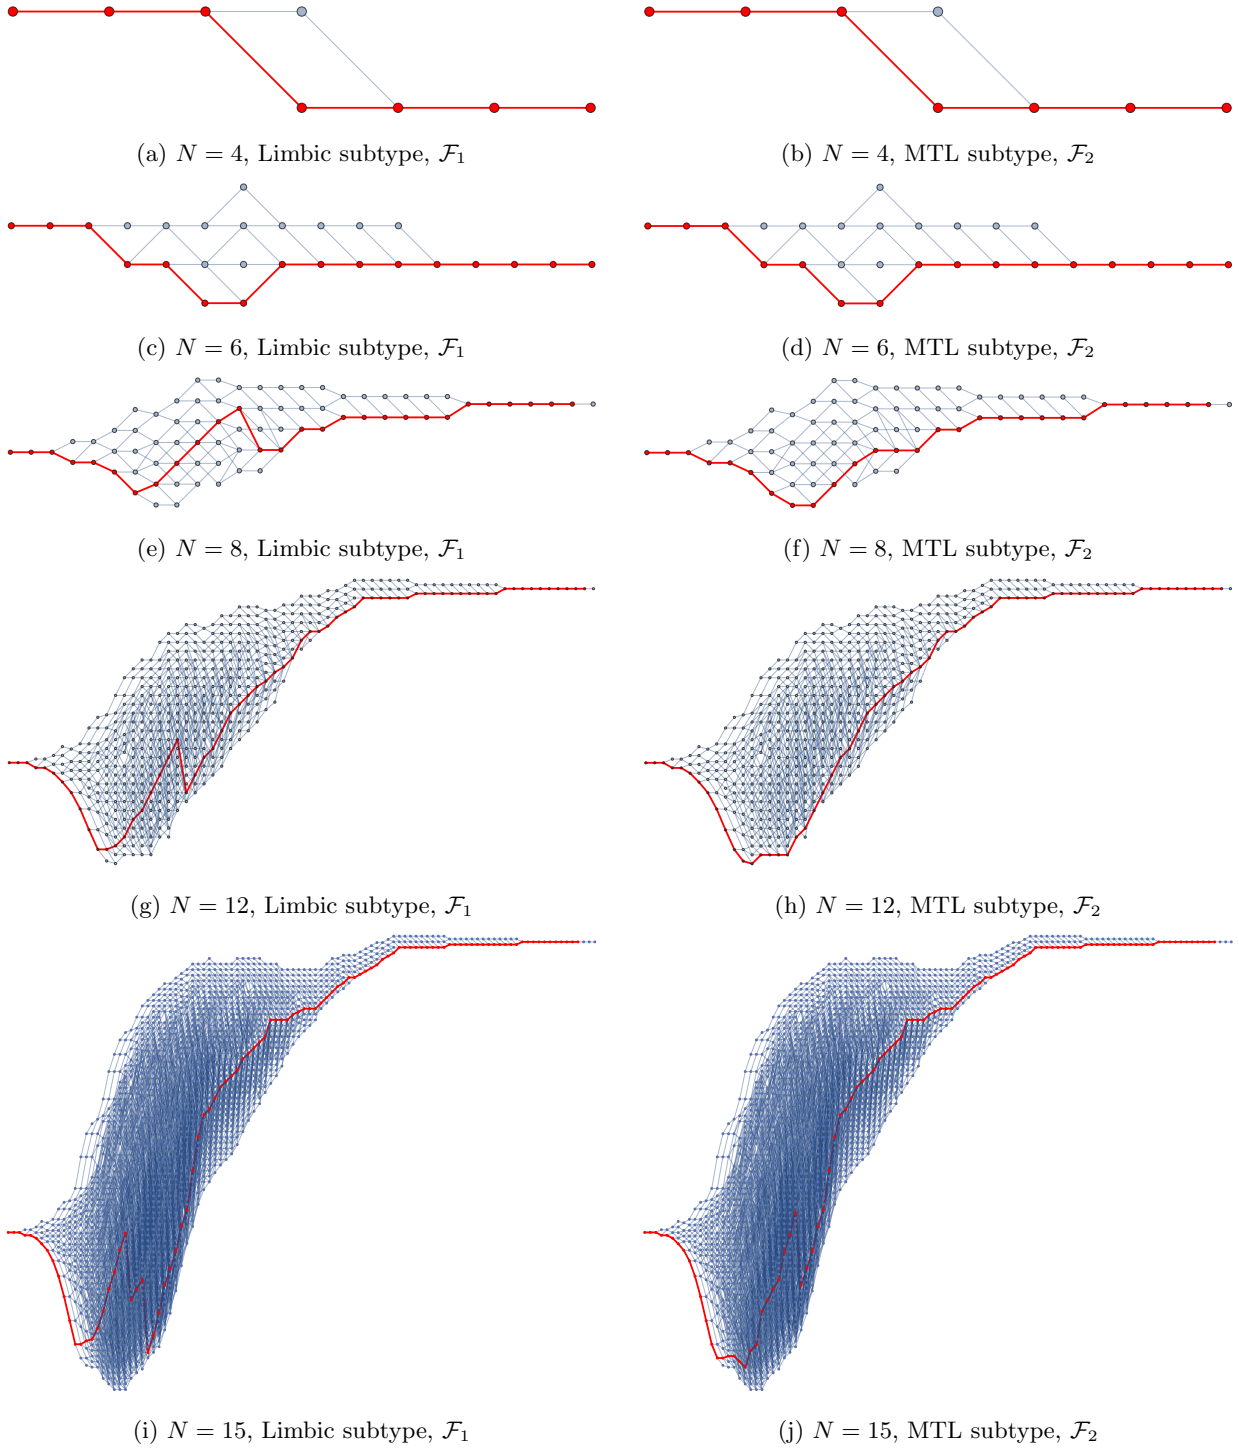 (a) N = 4, Limbic subtype, ℱ₁
(b) N = 4, MTL subtype, ℱ₂
(c) N = 6, Limbic subtype, ℱ₁
(d) N = 6, MTL subtype, ℱ₂
(e) N = 8, Limbic subtype, ℱ₁
(f) N = 8, MTL subtype, ℱ₂
(g) N = 12, Limbic subtype, ℱ₁
(h) N = 12, MTL subtype, ℱ₂
(i) N = 15, Limbic subtype, ℱ₁
(j) N = 15, MTL subtype, ℱ₂